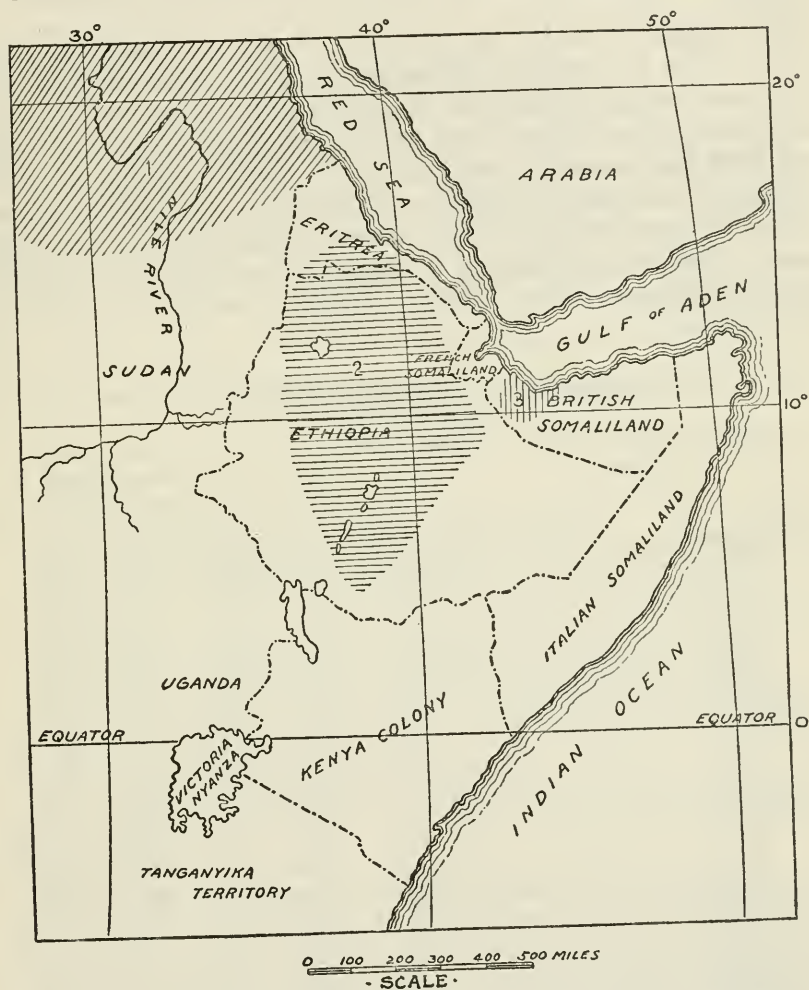 30° 40° 50°
20°
RED SEA
ARABIA
1
NILE RIVER
ERITREA
1
GULF OF ADEN
SUDAN
2
FRENCH
SOMALILAND
3 BRITISH
SOMALILAND
10°
ETHIOPIA
ITALIAN SOMALILAND
UGANDA
INDIAN OCEAN
EQUATOR
EQUATOR
0
KENYA COLONY
VICTORIA
NYANZA
TANGANYIKA
TERRITORY
0 100 200 300 400 500 MILES
· SCALE ·